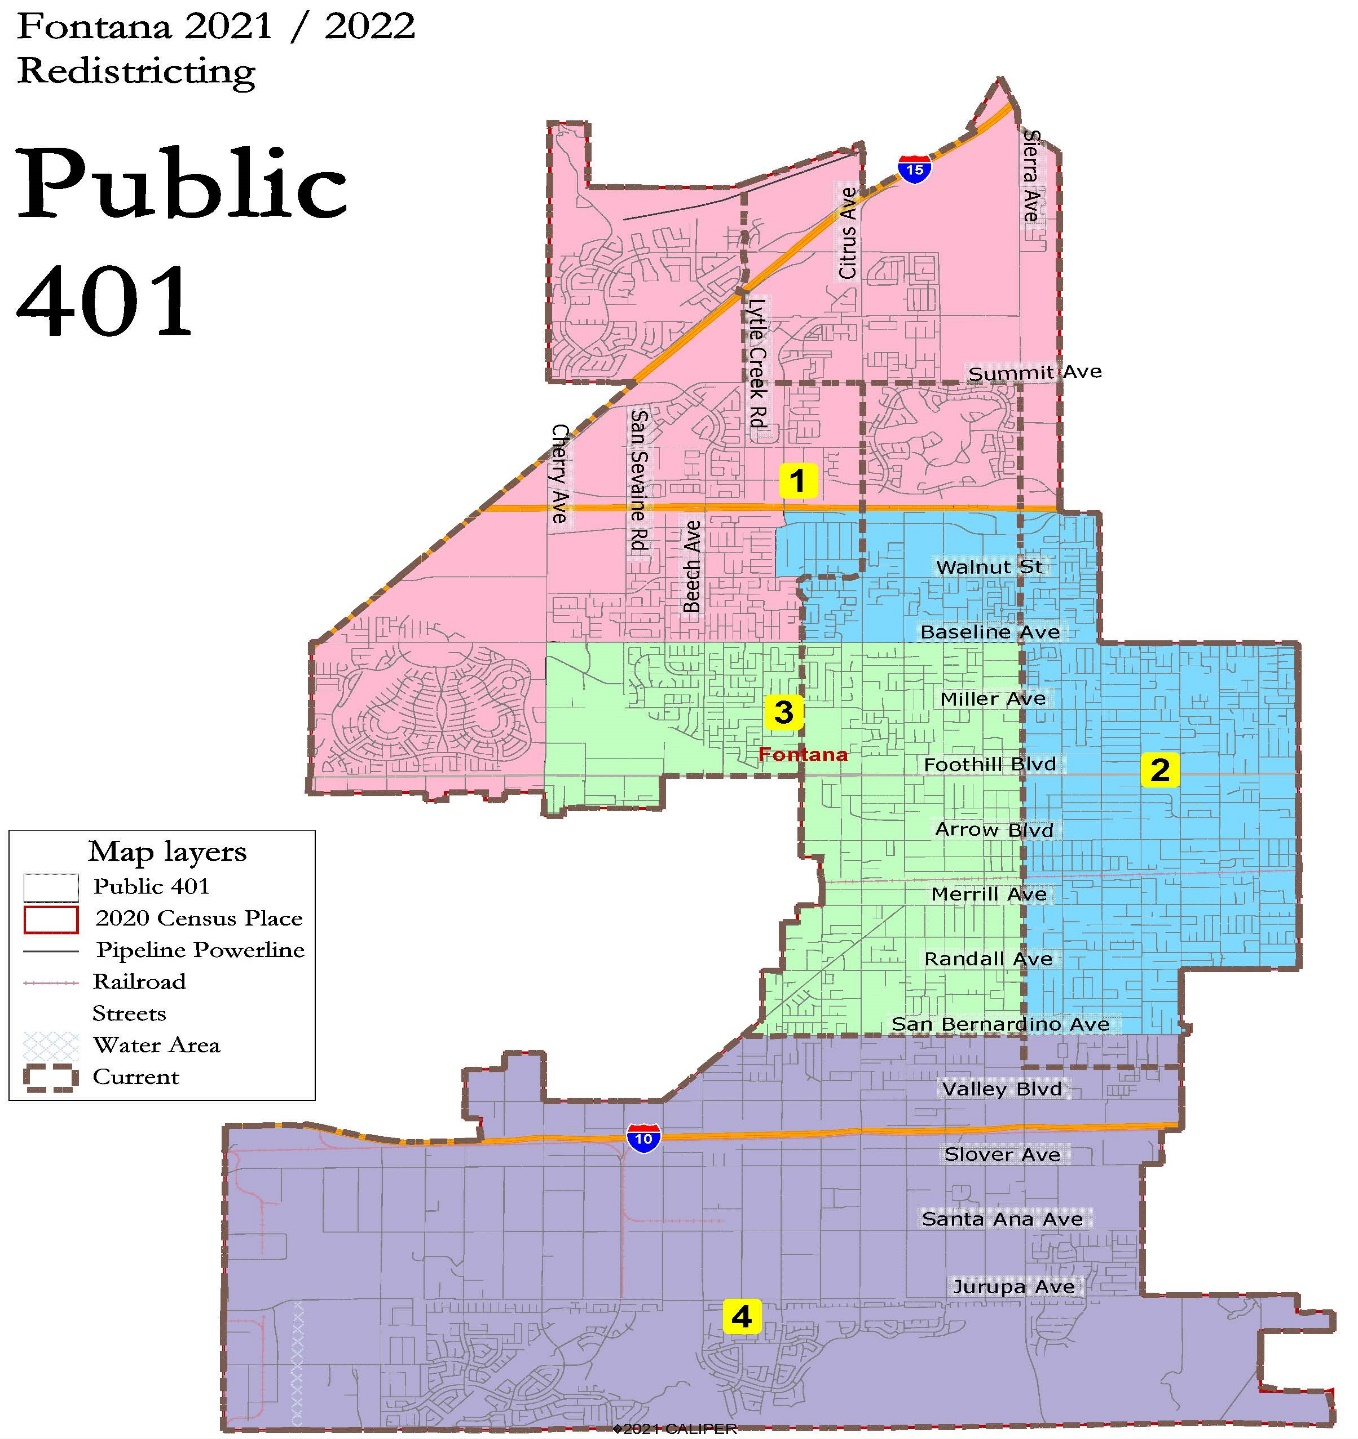 Fontana 2021 / 2022
Redistricting
Public
401
15
Sierra Ave
Citrus Ave
Lytle Creek Rd
Summit Ave
Cherry Ave
San Sevaine Rd
1
Beech Ave
Walnut St
Baseline Ave
Miller Ave
3
Fontana
Foothill Blvd
2
Arrow Blvd
Merrill Ave
Randall Ave
San Bernardino Ave
Map layers
Public 401
2020 Census Place
Pipeline Powerline
Railroad
Streets
Water Area
Current
Valley Blvd
10
Slover Ave
Santa Ana Ave
Jurupa Ave
4
�2021 CALIPER